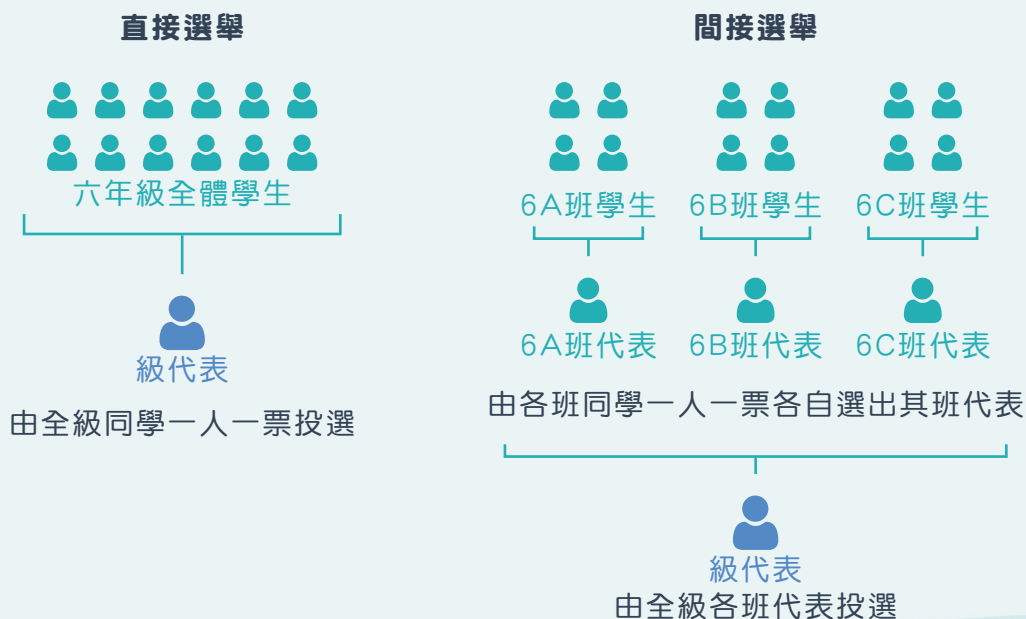 直接選舉
六年級全體學生
級代表
由全級同學一人一票投選
間接選舉
6A班學生 6B班學生 6C班學生
6A班代表 6B班代表 6C班代表
由各班同學一人一票各自選出其班代表
級代表
由全級各班代表投選